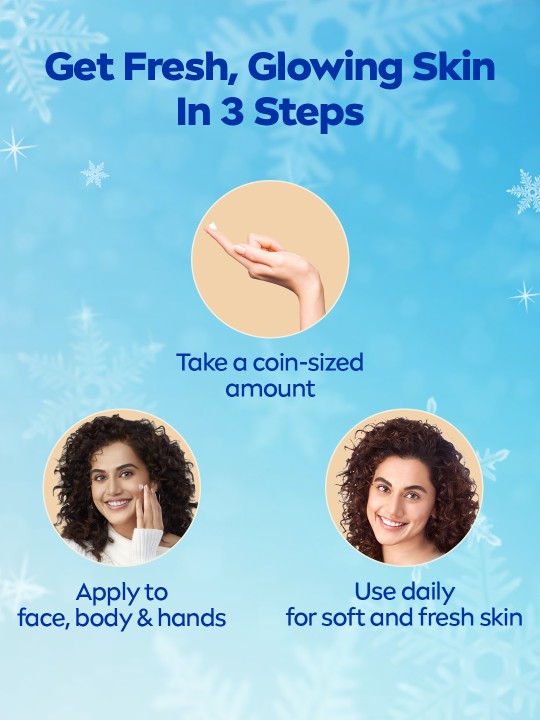 Get Fresh, Glowing Skin
In 3 Steps
Take a coin-sized
amount
Apply to
face, body & hands
Use daily
for soft and fresh skin